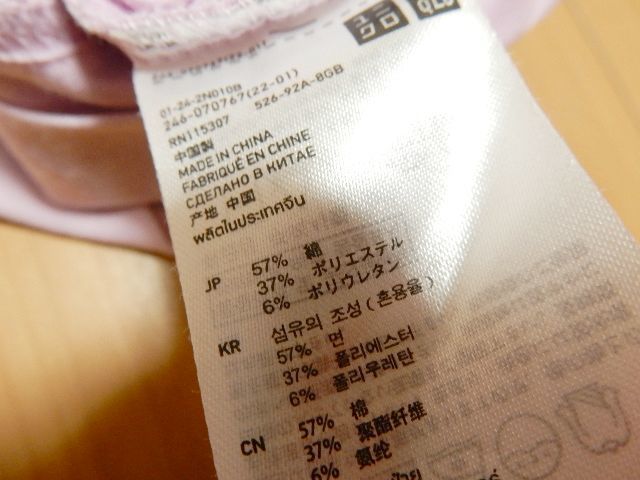 01-24-2N010B
246-070767(22-01)
RN115307 526-92A-8GB
中国製
MADE IN CHINA
FABRIQUÉ EN CHINE
СДЕЛАНО В КИТАЕ
产地 中国
ผลิตในประเทศจีน
JP 57% 綿
37% ポリエステル
6% ポリウレタン
KR 섬유의 조성(혼용율)
57% 면
37% 폴리에스터
6% 폴리우레탄
CN 57% 棉
37% 聚酯纤维
6% 氨纶